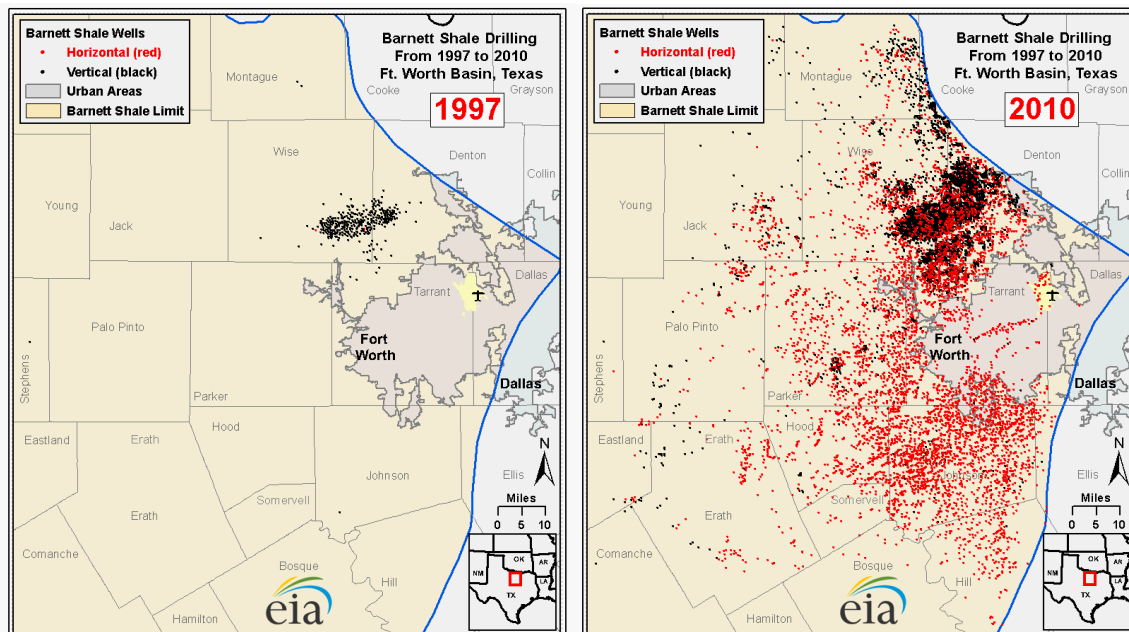 Barnett Shale Wells
Horizontal (red)
Vertical (black)
Urban Areas
Barnett Shale Limit
Barnett Shale Drilling
From 1997 to 2010
Ft. Worth Basin, Texas
1997
Montague
Cooke
Grayson
Wise
Denton
Collin
Young
Jack
Dallas
Tarrant
Palo Pinto
Fort
Worth
Stephens
Dallas
Parker
Hood
Eastland
Erath
N
Johnson
Ellis
Miles
0
10
Somervell
Erath
Comanche
Bosque
Hill
Hamilton
eia
OK
AR
NM
TX
LA
Barnett Shale Wells
Horizontal (red)
Vertical (black)
Urban Areas
Barnett Shale Limit
Barnett Shale Drilling
From 1997 to 2010
Ft. Worth Basin, Texas
2010
Montague
Cooke
Grayson
Wise
Denton
Collin
Young
Jack
Dallas
Tarrant
Palo Pinto
Fort
Worth
Stephens
Dallas
Parker
Hood
Eastland
Erath
N
Johnson
Ellis
Miles
0
10
Somervell
Erath
Comanche
Bosque
Hill
Hamilton
eia
OK
AR
NM
TX
LA